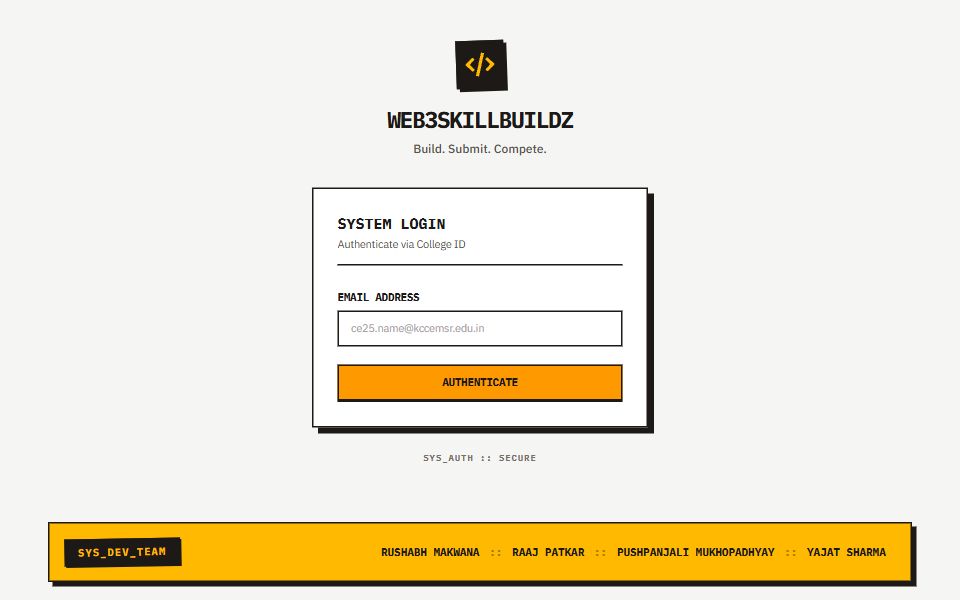 </>
WEB3SKILLBUILDZ
Build. Submit. Compete.
SYSTEM LOGIN
Authenticate via College ID
EMAIL ADDRESS
ce25.name@kccemsr.edu.in
AUTHENTICATE
SYS_AUTH :: SECURE
SYS_DEV_TEAM
RUSHABH MAKWANA :: RAAJ PATKAR :: PUSHPANJALI MUKHOPADHYAY :: YAJAT SHARMA